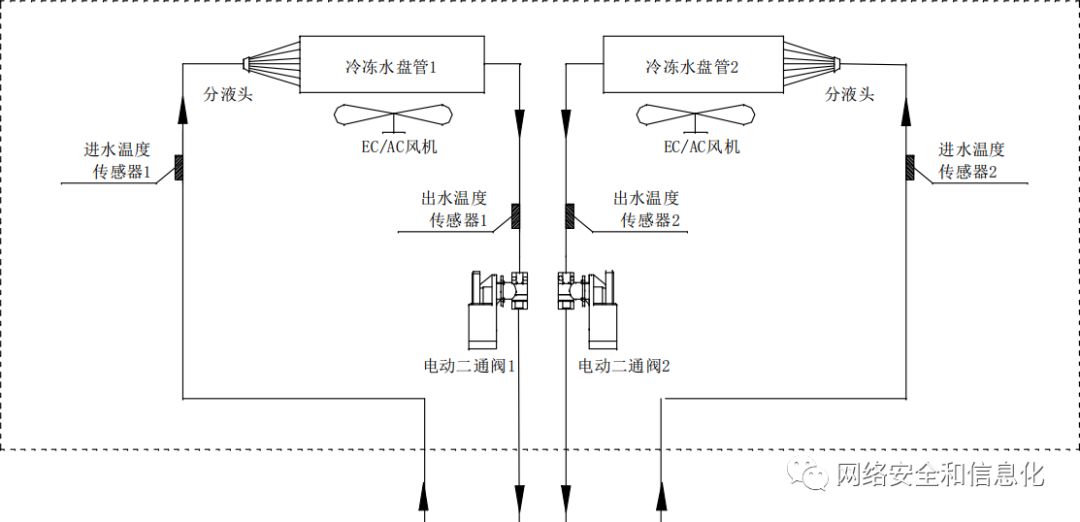 冷冻水盘管1
冷冻水盘管2
分液头
分液头
EC/AC风机
EC/AC风机
进水温度
传感器1
进水温度
传感器2
出水温度
传感器1
出水温度
传感器2
电动二通阀1
电动二通阀2
网络安全和信息化